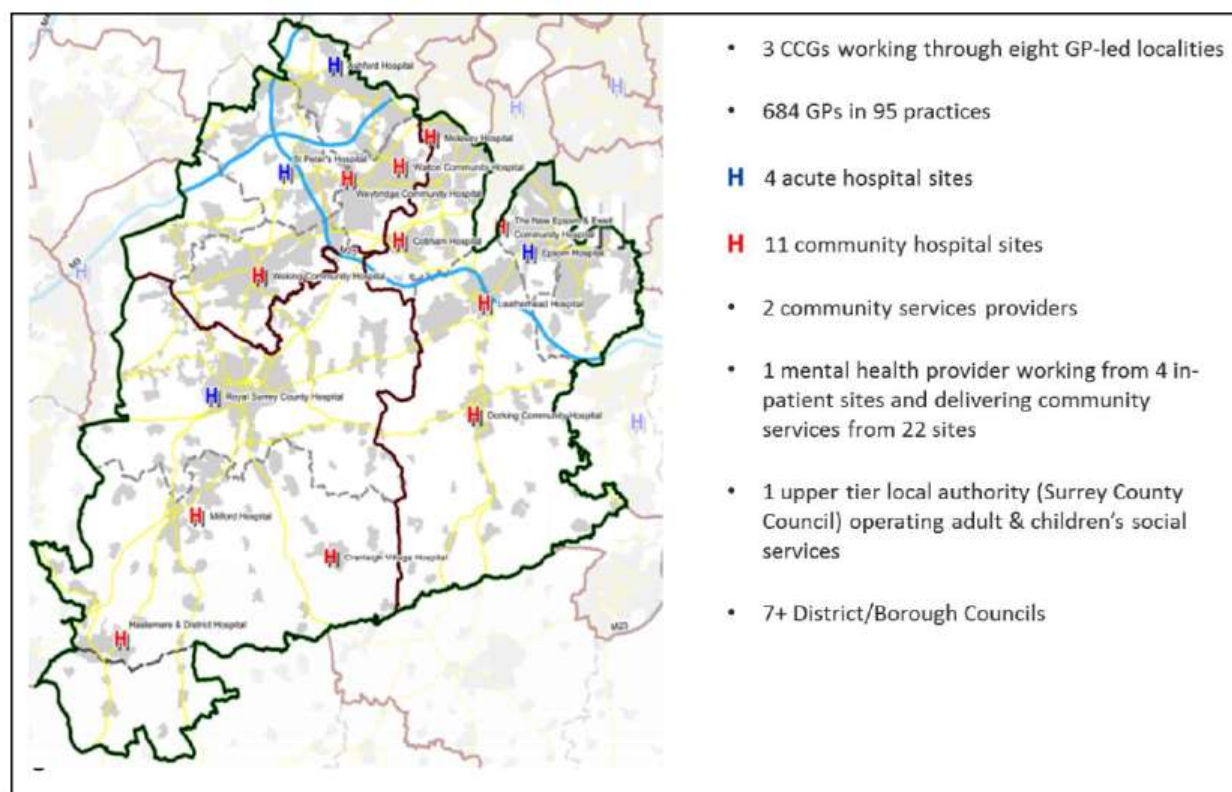 Ashford Hospital
Molesey Hospital
St Peter's Hospital
Walton Community Hospital
Weybridge Community Hospital
The New Epsom & Ewell
Community Hospital
Cobham Hospital
Epsom Hospital
Woking Community Hospital
Leatherhead Hospital
Royal Surrey County Hospital
Dorking Community Hospital
Milford Hospital
Cranleigh Village Hospital
Haslemere & District Hospital
M23
• 3 CCGs working through eight GP-led localities
• 684 GPs in 95 practices
H 4 acute hospital sites
H 11 community hospital sites
• 2 community services providers
• 1 mental health provider working from 4 in-
patient sites and delivering community
services from 22 sites
• 1 upper tier local authority (Surrey County
Council) operating adult & children's social
services
• 7+ District/Borough Councils